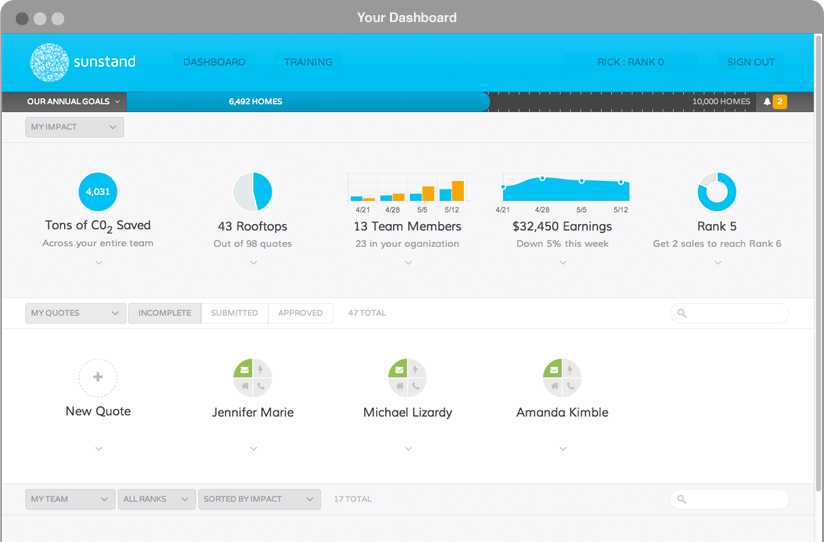 Your Dashboard
sunstand
DASHBOARD
TRAINING
RICK : RANK 0
SIGN OUT
OUR ANNUAL GOALS
6,492 HOMES
10,000 HOMES
2
MY IMPACT
4,031
4/21 4/28 5/5 5/12
4/21 4/28 5/5 5/12
Tons of C02 Saved
43 Rooftops
13 Team Members
$32,450 Earnings
Rank 5
Across your entire team
Out of 98 quotes
23 in your oganization
Down 5% this week
Get 2 sales to reach Rank 6
MY QUOTES
INCOMPLETE
SUBMITTED
APPROVED
47 TOTAL
New Quote
Jennifer Marie
Michael Lizardy
Amanda Kimble
MY TEAM
ALL RANKS
SORTED BY IMPACT
17 TOTAL